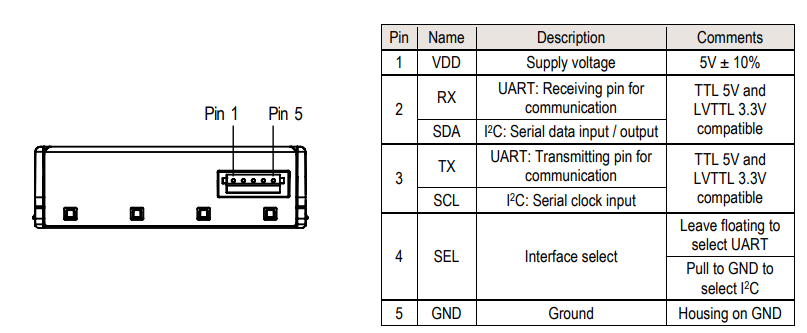 Pin 1 Pin 5
Pin Name Description Comments
1 VDD Supply voltage 5V ± 10%
2 RX UART: Receiving pin for
communication
TTL 5V and
LVTTL 3.3V
compatible
SDA I²C: Serial data input / output
3 TX UART: Transmitting pin for
communication
TTL 5V and
LVTTL 3.3V
compatible
SCL I²C: Serial clock input
4 SEL Interface select Leave floating to
select UART
Pull to GND to
select I²C
5 GND Ground Housing on GND